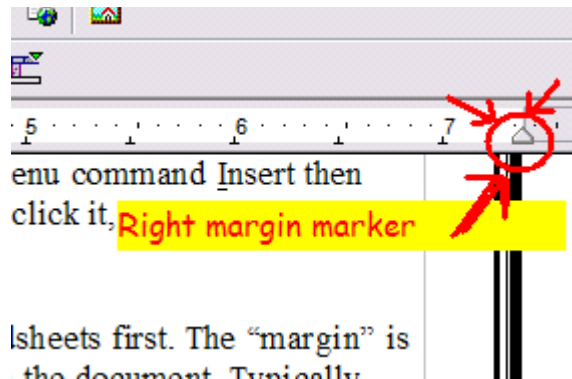 5 6 7
enu command Insert then
click it,
Right margin marker
sheets first. The “margin” is
the document. Typically